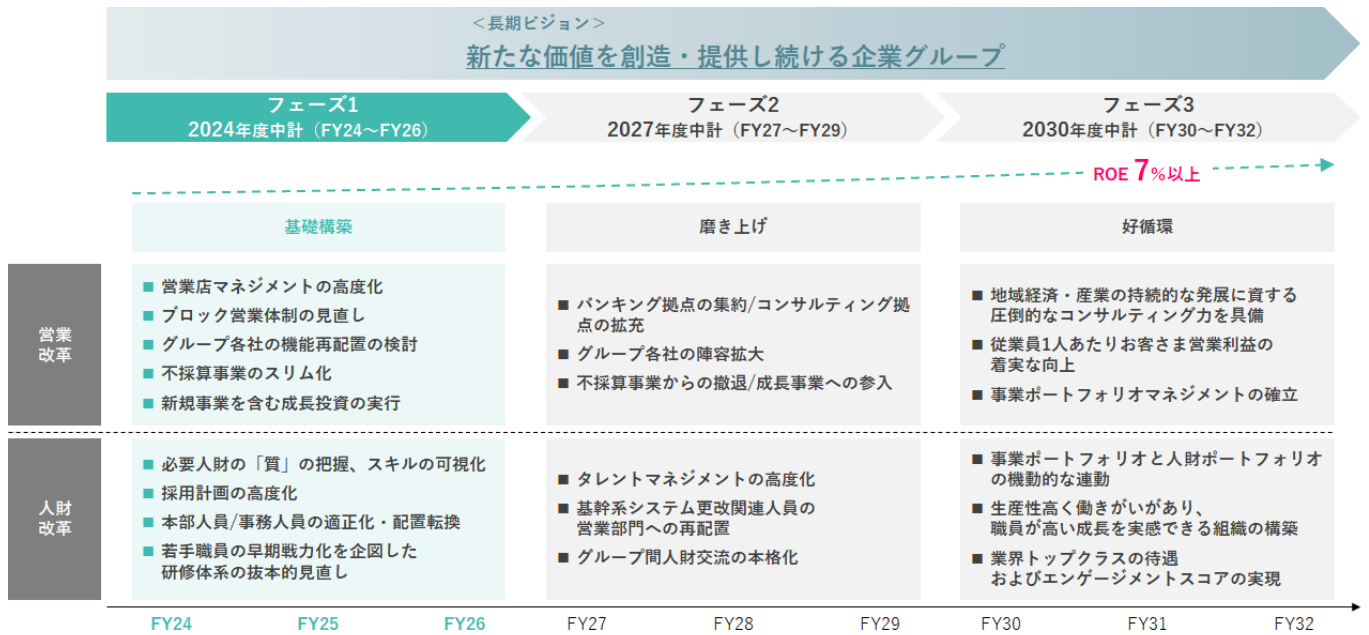 <長期ビジョン>
新たな価値を創造・提供し続ける企業グループ
フェーズ1
2024年度中計（FY24～FY26）
フェーズ2
2027年度中計（FY27～FY29）
フェーズ3
2030年度中計（FY30～FY32）
ROE 7%以上
基礎構築
磨き上げ
好循環
営業
改革
■ 営業店マネジメントの高度化
■ ブロック営業体制の見直し
■ グループ各社の機能再配置の検討
■ 不採算事業のスリム化
■ 新規事業を含む成長投資の実行
■ バンキング拠点の集約/コンサルティング拠
点の拡充
■ グループ各社の陣容拡大
■ 不採算事業からの撤退/成長事業への参入
■ 地域経済・産業の持続的な発展に資する
圧倒的なコンサルティング力を具備
■ 従業員1人あたりお客さま営業利益の
着実な向上
■ 事業ポートフォリオマネジメントの確立
人財
改革
■ 必要人財の「質」の把握、スキルの可視化
■ 採用計画の高度化
■ 本部人員/事務人員の適正化・配置転換
■ 若手職員の早期戦力化を企図した
研修体系の抜本的見直し
■ タレントマネジメントの高度化
■ 基幹系システム更改関連人員の
営業部門への再配置
■ グループ間人財交流の本格化
■ 事業ポートフォリオと人財ポートフォリオ
の機動的な連動
■ 生産性高く働きがいがあり、
職員が高い成長を実感できる組織の構築
■ 業界トップクラスの待遇
およびエンゲージメントスコアの実現
FY24
FY25
FY26
FY27
FY28
FY29
FY30
FY31
FY32